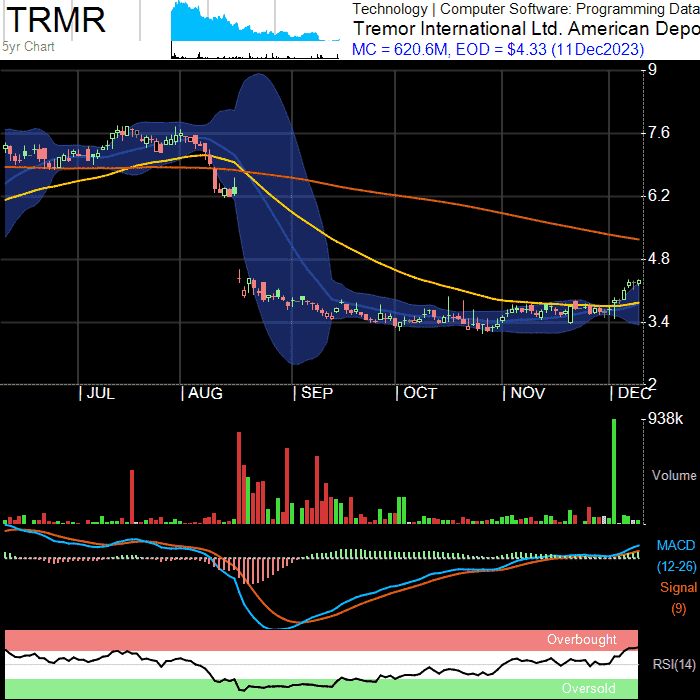 TRMR
5yr Chart
Technology | Computer Software: Programming Data
Tremor International Ltd. American Depo
MC = 620.6M, EOD = $4.33 (11Dec2023)
9
7.6
6.2
4.8
3.4
2
JUL AUG SEP OCT NOV DEC
938k
Volume
MACD
(12-26)
Signal
(9)
Overbought
RSI(14)
Oversold